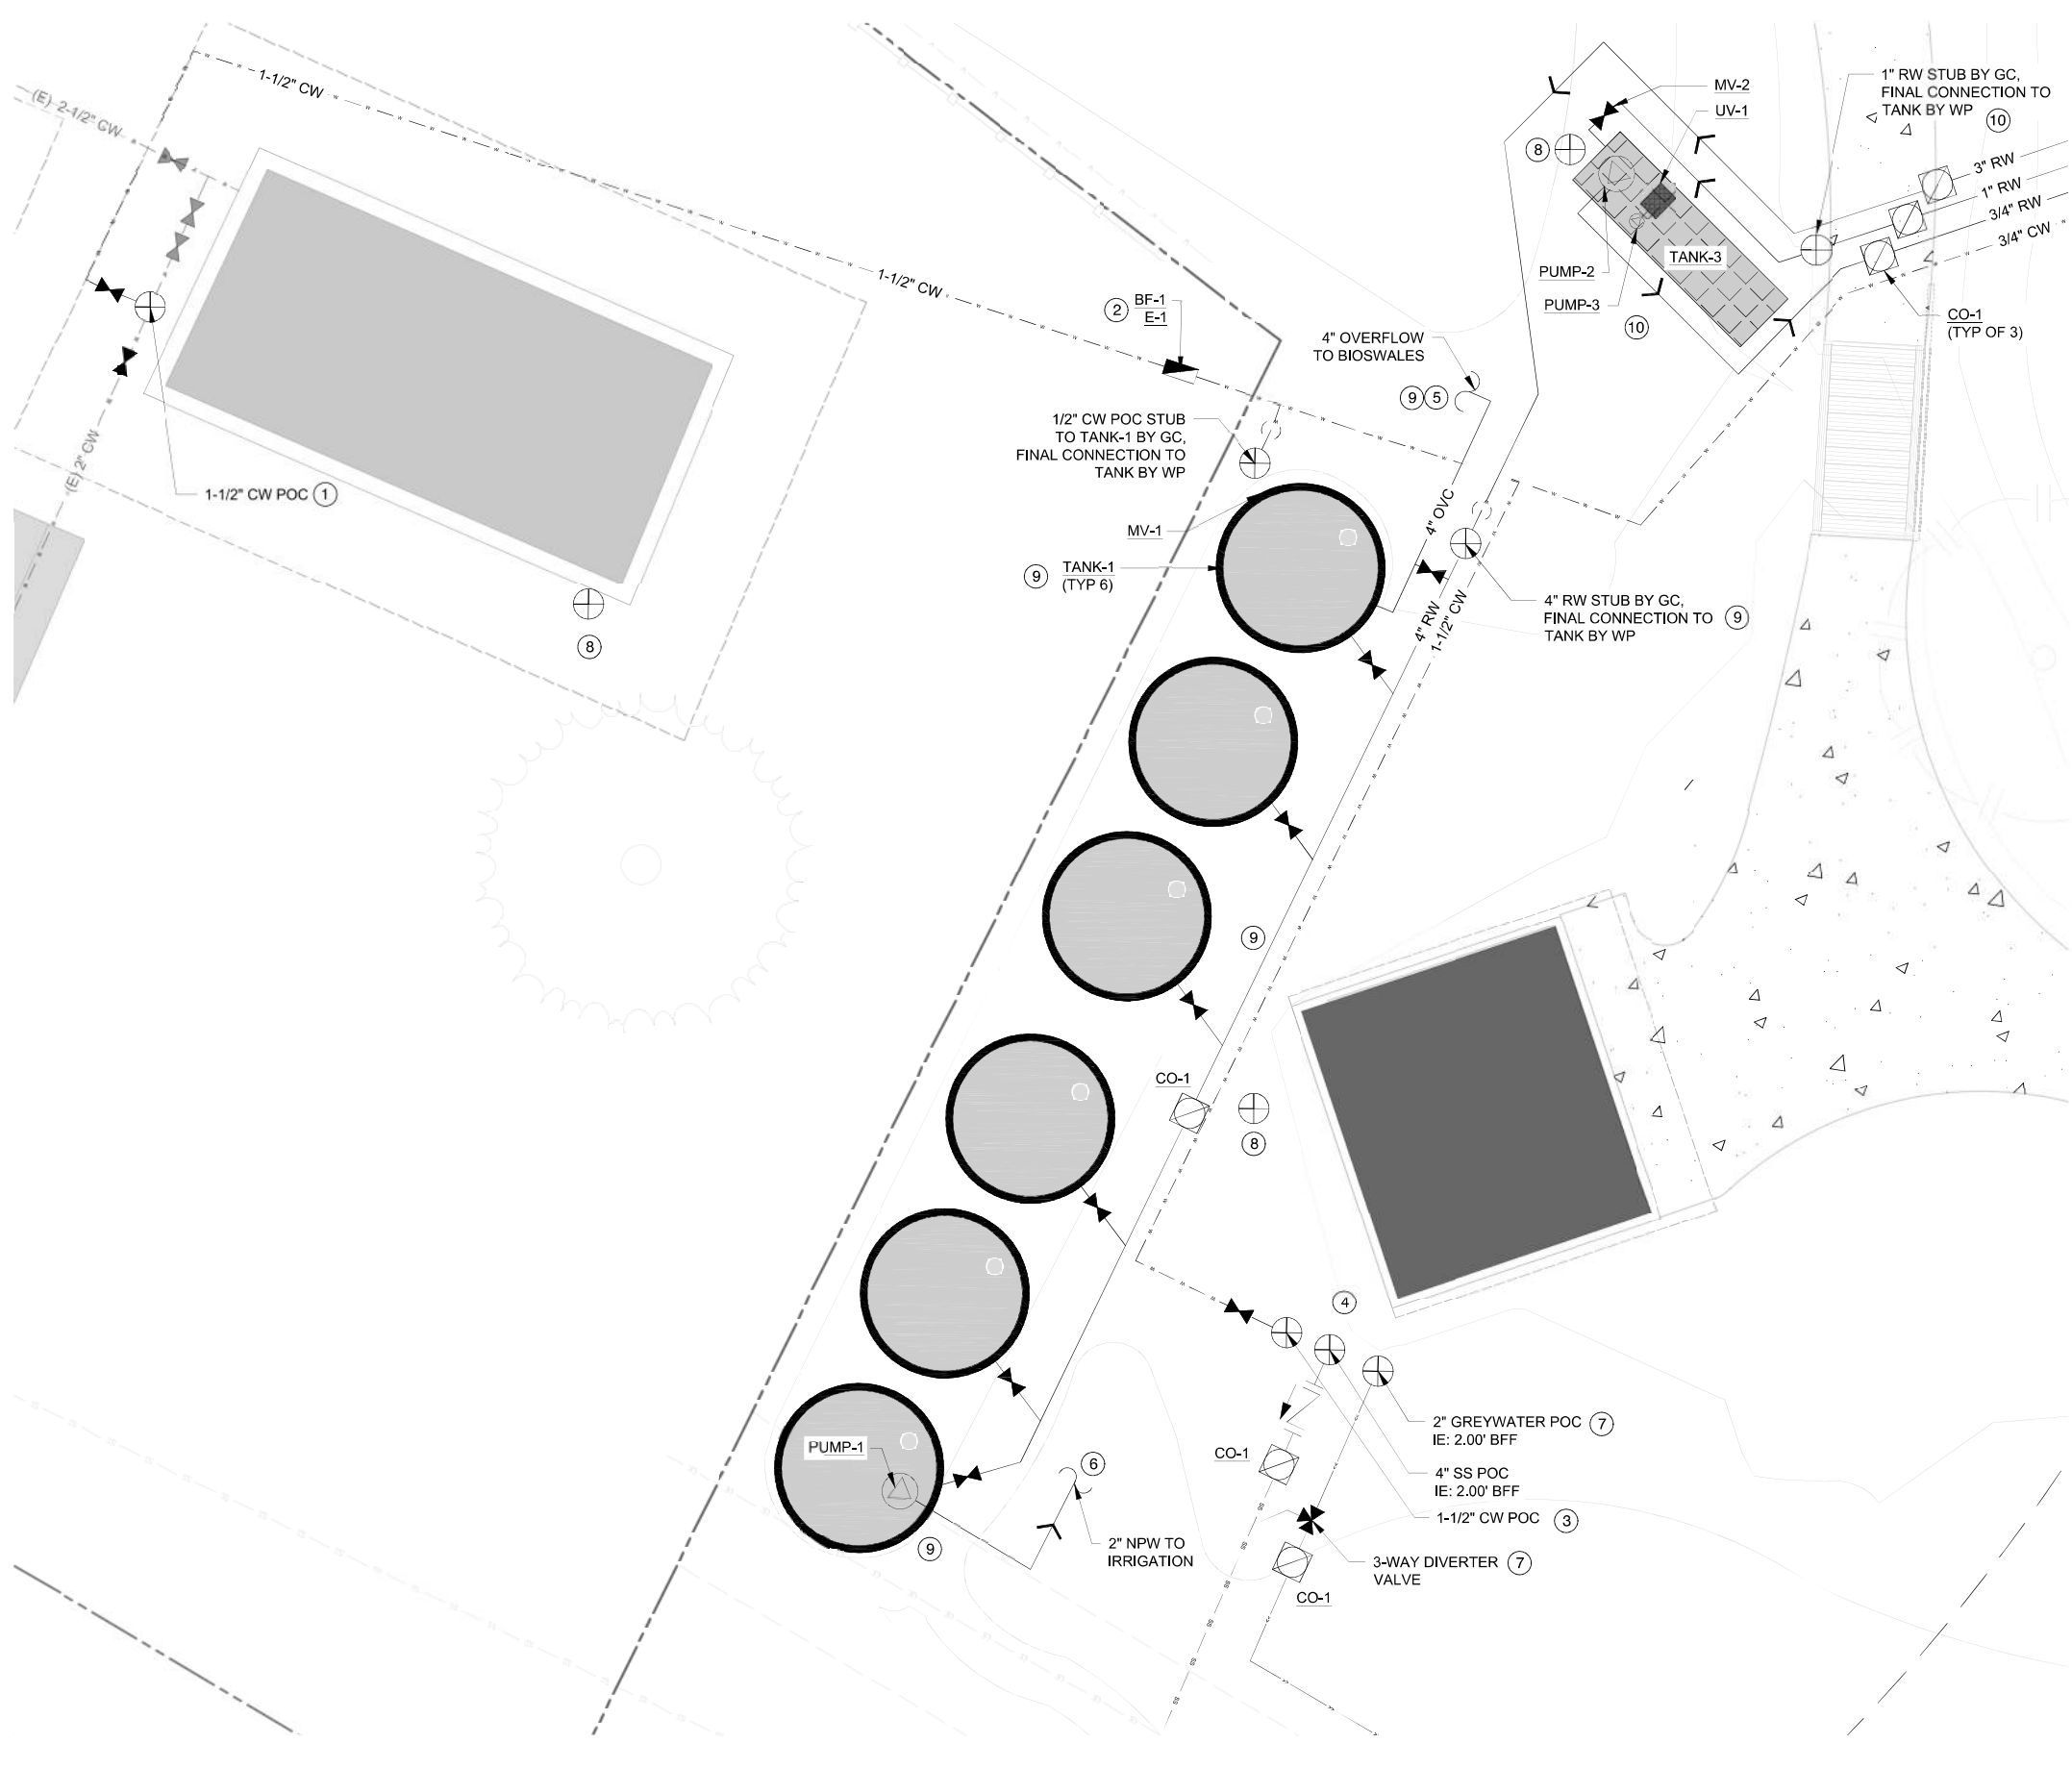 1-1/2" CW
(E) 2-1/2" CW
1-1/2" CW
(E) 2" CW
1-1/2" CW POC 1
8
2 BF-1
E-1
4" OVERFLOW
TO BIOSWALES
9 5
1/2" CW POC STUB
TO TANK-1 BY GC,
FINAL CONNECTION TO
TANK BY WP
MV-1
9 TANK-1
(TYP 6)
4" OVC
4" RW
1-1/2" CW
4" RW STUB BY GC,
FINAL CONNECTION TO 9
TANK BY WP
MV-2
UV-1
8
TANK-3
PUMP-2
PUMP-3
10
1" RW STUB BY GC,
FINAL CONNECTION TO
TANK BY WP
10
3" RW
1" RW
3/4" RW
3/4" CW
CO-1
(TYP OF 3)
9
CO-1
8
4
PUMP-1
9
6
2" NPW TO
IRRIGATION
CO-1
2" GREYWATER POC 7
IE: 2.00' BFF
4" SS POC
IE: 2.00' BFF
1-1/2" CW POC 3
3-WAY DIVERTER 7
VALVE
CO-1
SS
SS
SS
SS
SS
SS